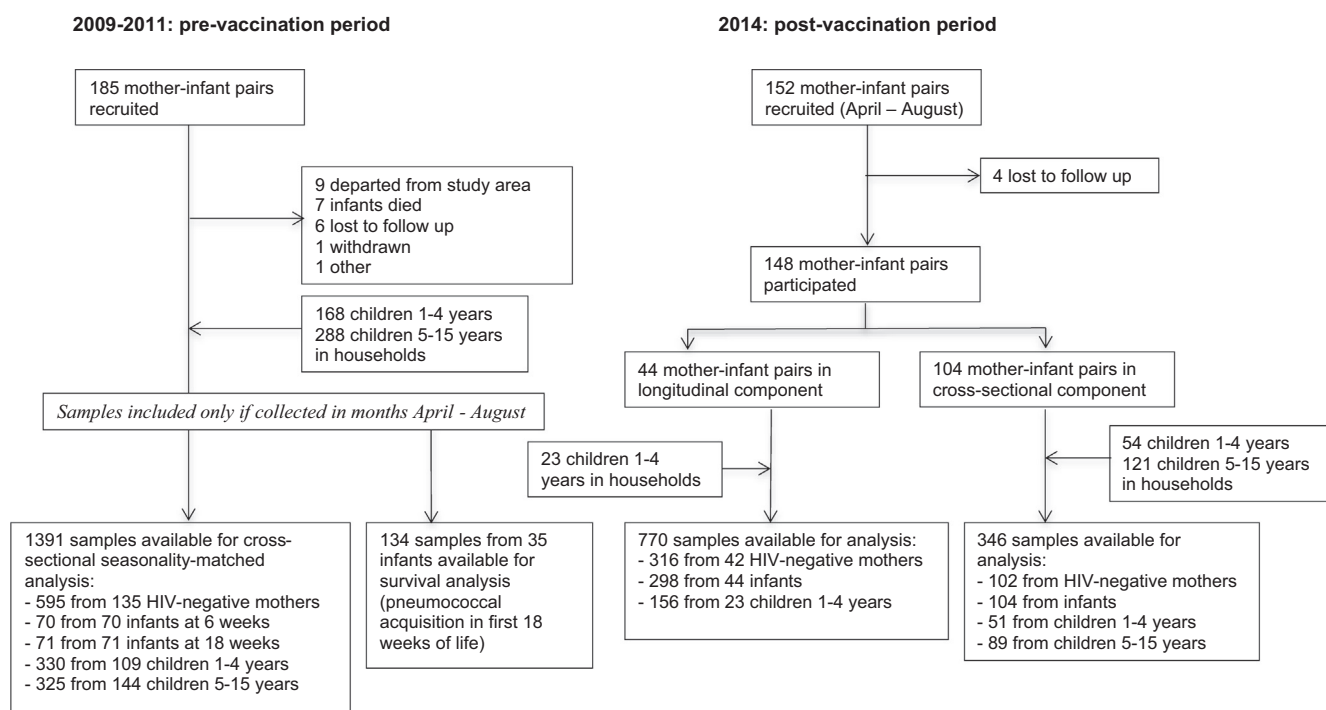 2009-2011: pre-vaccination period
185 mother-infant pairs
recruited
9 departed from study area
7 infants died
6 lost to follow up
1 withdrawn
1 other
168 children 1-4 years
288 children 5-15 years
in households
Samples included only if collected in months April - August
1391 samples available for cross-
sectional seasonality-matched
analysis:
- 595 from 135 HIV-negative mothers
- 70 from 70 infants at 6 weeks
- 71 from 71 infants at 18 weeks
- 330 from 109 children 1-4 years
- 325 from 144 children 5-15 years
134 samples from 35
infants available for
survival analysis
(pneumococcal
acquisition in first 18
weeks of life)
2014: post-vaccination period
152 mother-infant pairs
recruited (April – August)
4 lost to follow up
148 mother-infant pairs
participated
44 mother-infant pairs in
longitudinal component
104 mother-infant pairs in
cross-sectional component
23 children 1-4
years in households
54 children 1-4 years
121 children 5-15 years
in households
770 samples available for analysis:
- 316 from 42 HIV-negative mothers
- 298 from 44 infants
- 156 from 23 children 1-4 years
346 samples available for
analysis:
- 102 from HIV-negative mothers
- 104 from infants
- 51 from children 1-4 years
- 89 from children 5-15 years